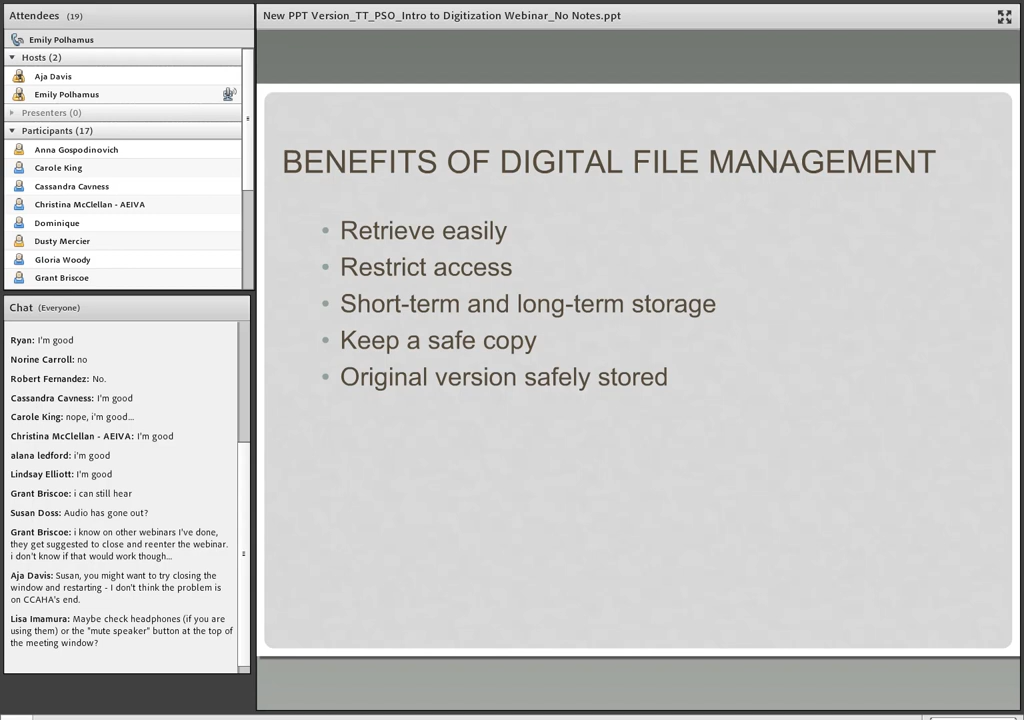 Attendees (19)
Emily Polhamus
Hosts (2)
Aja Davis
Emily Polhamus
Presenters (0)
Participants (17)
Anna Gospodinovich
Carole King
Cassandra Cavness
Christina McClellan - AEIVA
Dominique
Dusty Mercier
Gloria Woody
Grant Briscoe
Chat (Everyone)
Ryan: I'm good
Norine Carroll: no
Robert Fernandez: No.
Cassandra Cavness: I'm good
Carole King: nope, i'm good...
Christina McClellan - AEIVA: I'm good
alana ledford: i'm good
Lindsay Elliott: I'm good
Grant Briscoe: i can still hear
Susan Doss: Audio has gone out?
Grant Briscoe: i know on other webinars I've done,
they get suggested to close and reenter the webinar.
i don't know if that would work though...
Aja Davis: Susan, you might want to try closing the
window and restarting - I don't think the problem is
on CCAHA's end.
Lisa Imamura: Maybe check headphones (if you are
using them) or the "mute speaker" button at the top of
the meeting window?
New PPT Version_TT_PSO_Intro to Digitization Webinar_No Notes.ppt
BENEFITS OF DIGITAL FILE MANAGEMENT
• Retrieve easily
• Restrict access
• Short-term and long-term storage
• Keep a safe copy
• Original version safely stored